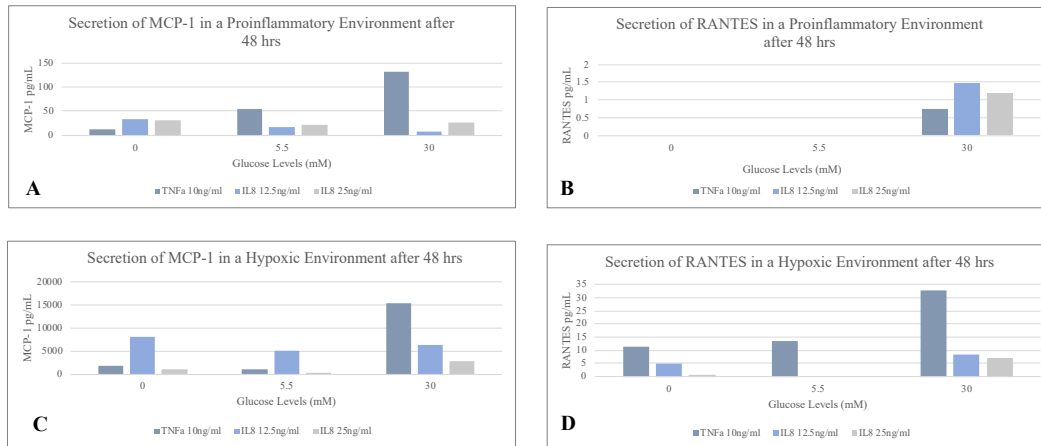 Secretion of MCP-1 in a Proinflammatory Environment after
48 hrs
MCP-1 pg/mL
150
100
50
0
0 5.5 30
Glucose Levels (mM)
A
TNFa 10ng/ml IL8 12.5ng/ml IL8 25ng/ml
Secretion of RANTES in a Proinflammatory Environment
after 48 hrs
RANTES pg/mL
2
1.5
1
0.5
0
0 5.5 30
Glucose Levels (mM)
B
TNFa 10ng/ml IL8 12.5ng/ml IL8 25ng/ml
Secretion of MCP-1 in a Hypoxic Environment after 48 hrs
MCP-1 pg/mL
20000
15000
10000
5000
0
0 5.5 30
Glucose Levels (mM)
C
TNFa 10ng/ml IL8 12.5ng/ml IL8 25ng/ml
Secretion of RANTES in a Hypoxic Environment after 48 hrs
RANTES pg/mL
35
30
25
20
15
10
5
0
0 5.5 30
Glucose Levels (mM)
D
TNFa 10ng/ml IL8 12.5ng/ml IL8 25ng/ml